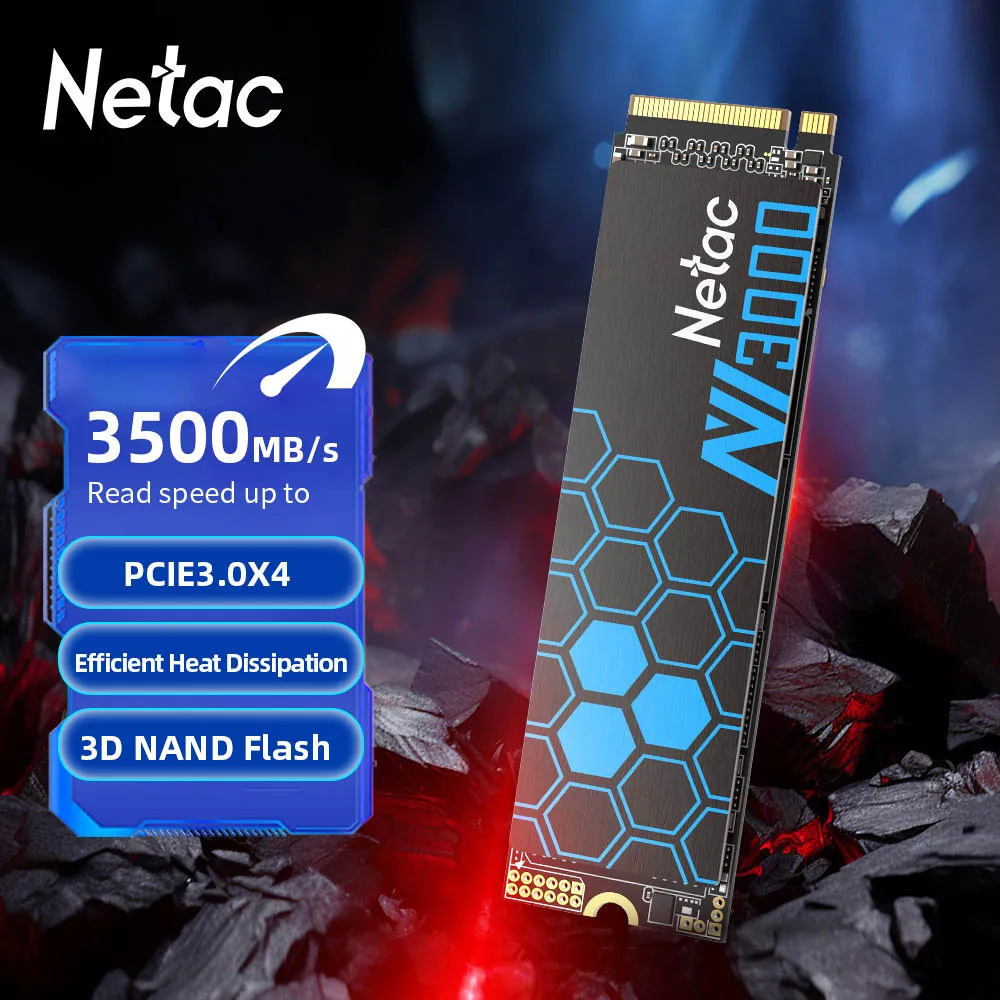 Netac
3500MB/s
Read speed up to
PCIE3.0X4
Efficient Heat Dissipation
3D NAND Flash
Netac
NV3000